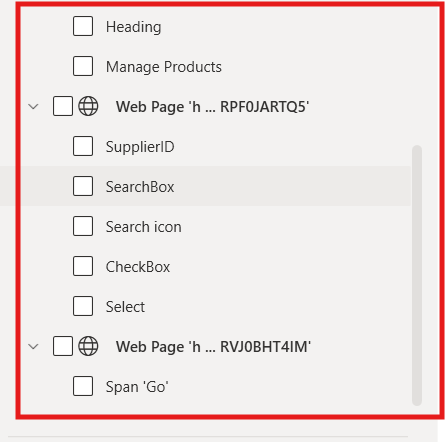 Heading
Manage Products
Web Page 'h ... RPF0JARTQ5'
SupplierID
SearchBox
Search icon
CheckBox
Select
Web Page 'h ... RVJ0BHT4IM'
Span 'Go'